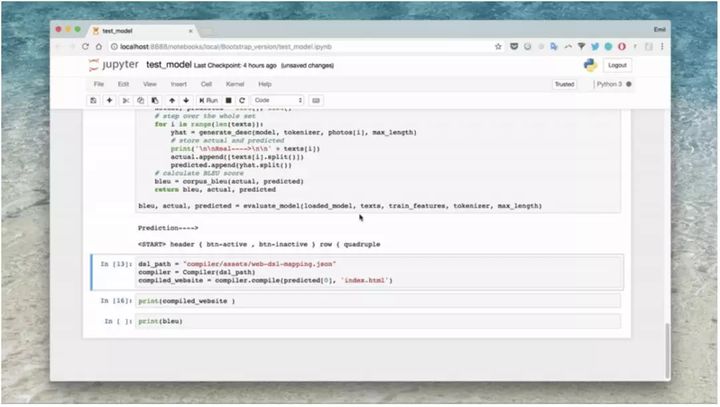 test_model
Emil
localhost:8888/notebooks/local/Bootstrap_version/test_model.ipynb
jupyter test_model Last Checkpoint: 4 hours ago (unsaved changes)
Logout
File Edit View Insert Cell Kernel Help
Trusted Python 3
Run Code
# step over the whole set
for i in range(len(texts)):
yhat = generate_desc(model, tokenizer, photos[i], max_length)
# store actual and predicted
print('\n\nReal---->\n\n' + texts[i])
actual.append([texts[i].split()])
predicted.append(yhat.split())
# calculate BLEU score
bleu = corpus_bleu(actual, predicted)
return bleu, actual, predicted
bleu, actual, predicted = evaluate_model(loaded_model, texts, train_features, tokenizer, max_length)
Prediction---->
<START> header { btn-active , btn-inactive } row { quadruple
In [13]: dsl_path = "compiler/assets/web-dsl-mapping.json"
compiler = Compiler(dsl_path)
compiled_website = compiler.compile(predicted[0], 'index.html')
In [16]: print(compiled_website )
In [ ]: print(bleu)